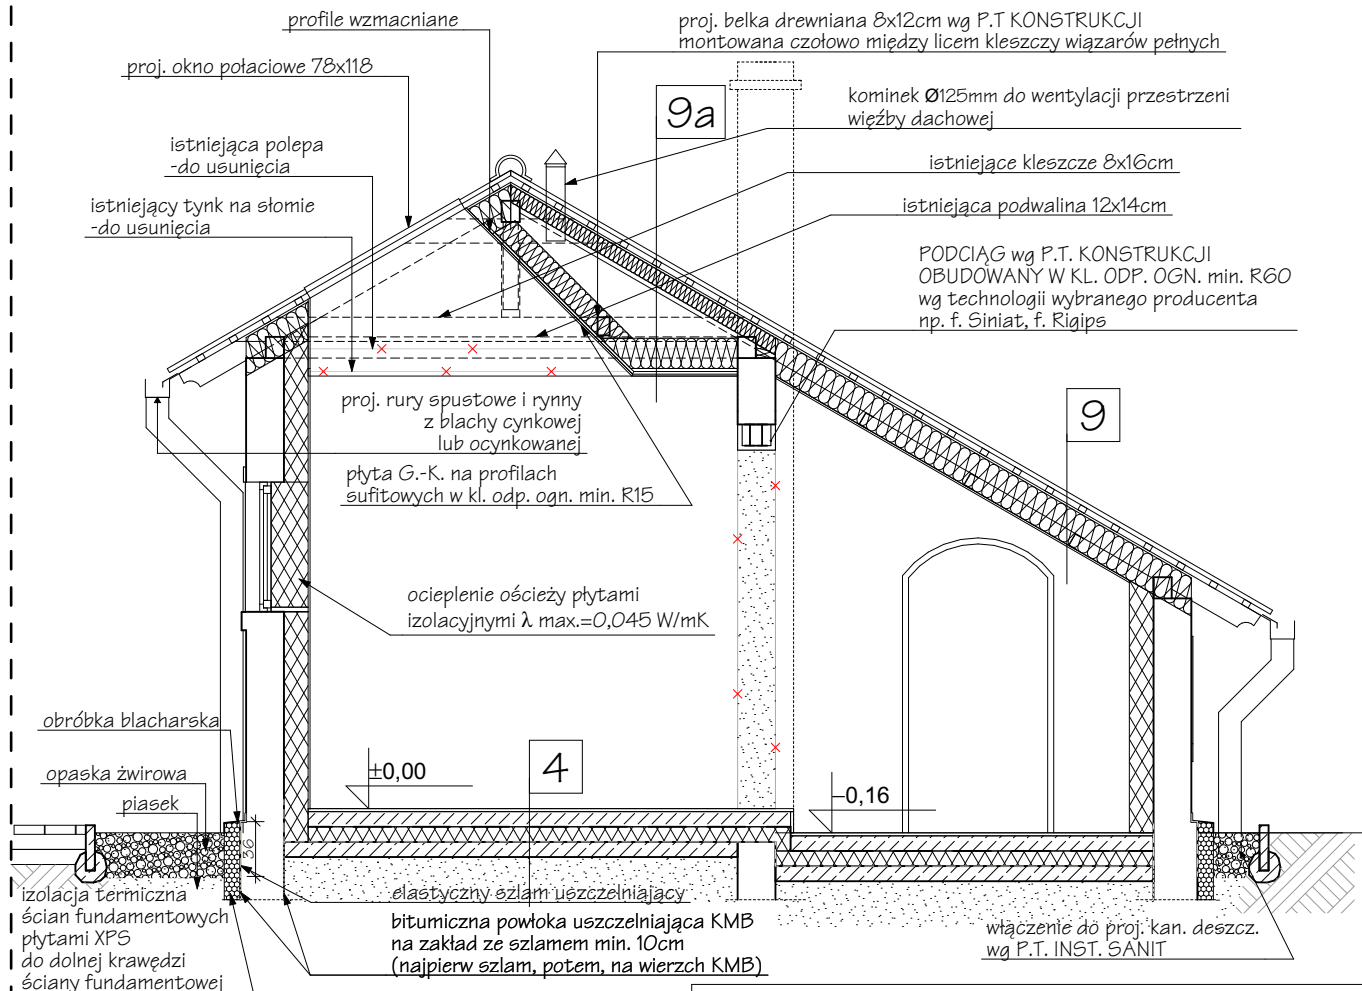 profile wzmacniane
proj. belka drewniana 8x12cm wg P.T KONSTRUKCJI
montowana czołowo między licem kleszczy wiązarów pełnych
proj. okno połaciowe 78x118
kominek Ø125mm do wentylacji przestrzeni
więźby dachowej
9a
istniejąca polepa
-do usunięcia
istniejące kleszcze 8x16cm
istniejący tynk na słomie
-do usunięcia
istniejąca podwalina 12x14cm
PODCIĄG wg P.T. KONSTRUKCJI
OBUDOWANY W KL. ODP. OGN. min. R60
wg technologii wybranego producenta
np. f. Siniat, f. Rigips
proj. rury spustowe i rynny
z blachy cynkowej
lub ocynkowanej
9
płyta G.-K. na profilach
sufitowych w kl. odp. ogn. min. R15
ocieplenie ościeży płytami
izolacyjnymi λ max.=0,045 W/mK
obróbka blacharska
opaska żwirowa
piasek
±0,00
4
-0,16
36
izolacja termiczna
ścian fundamentowych
płytami XPS
do dolnej krawędzi
ściany fundamentowej
elastyczny szlam uszczelniający
bitumiczna powłoka uszczelniająca KMB
na zakład ze szlamem min. 10cm
(najpierw szlam, potem, na wierzch KMB)
włączenie do proj. kan. deszcz.
wg P.T. INST. SANIT